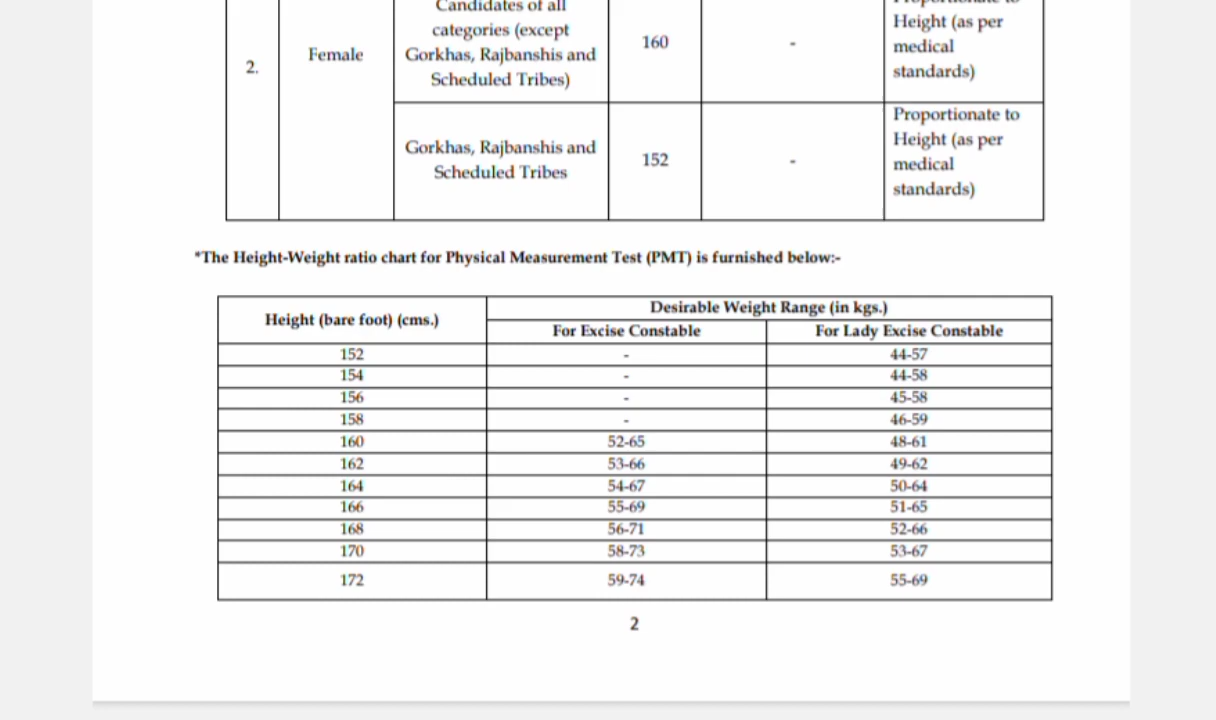 Candidates of all
categories (except
Gorkhas, Rajbanshis and
Scheduled Tribes)
2.
Female
160
-
Height (as per
medical
standards)
Gorkhas, Rajbanshis and
Scheduled Tribes
152
-
Proportionate to
Height (as per
medical
standards)
*The Height-Weight ratio chart for Physical Measurement Test (PMT) is furnished below:-
Height (bare foot) (cms.)
Desirable Weight Range (in kgs.)
For Excise Constable For Lady Excise Constable
152 - 44-57
154 - 44-58
156 - 45-58
158 - 46-59
160 52-65 48-61
162 53-66 49-62
164 54-67 50-64
166 55-69 51-65
168 56-71 52-66
170 58-73 53-67
172 59-74 55-69
2